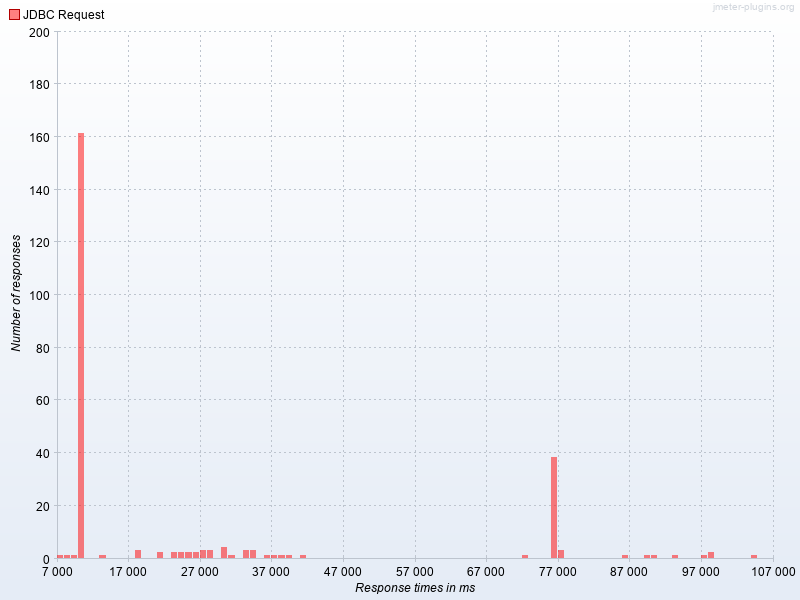 jmeter-plugins.org
JDBC Request
200
180
160
140
120
100
80
60
40
20
0
Number of responses
7 000 17 000 27 000 37 000 47 000 57 000 67 000 77 000 87 000 97 000 107 000
Response times in ms